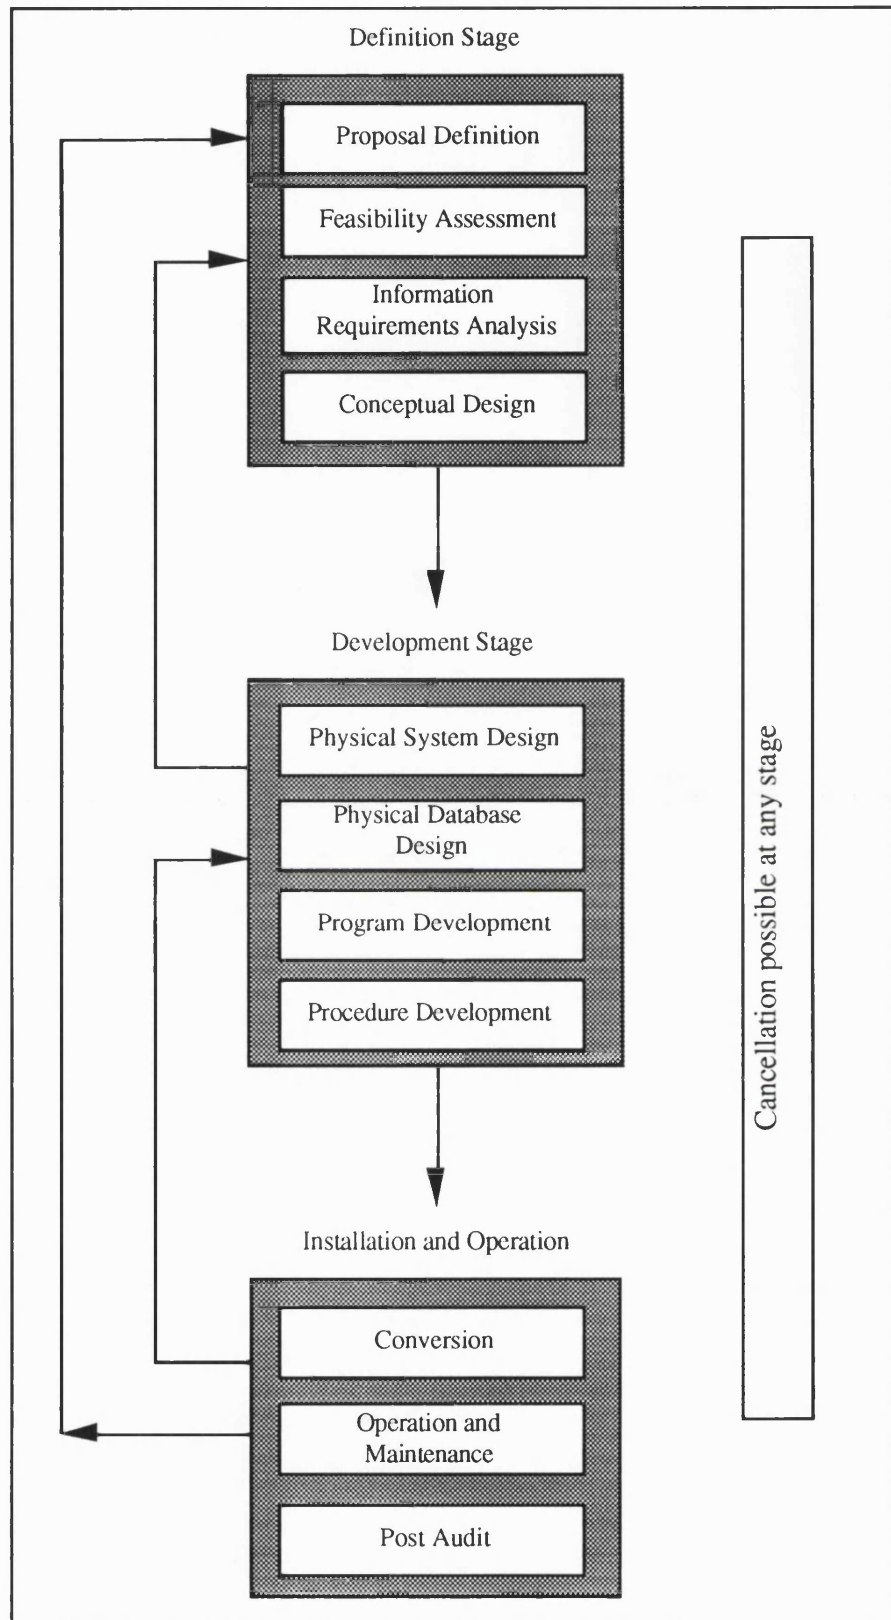 Definition Stage
Proposal Definition
Feasibility Assessment
Information
Requirements Analysis
Conceptual Design
Development Stage
Physical System Design
Physical Database
Design
Program Development
Procedure Development
Installation and Operation
Conversion
Operation and
Maintenance
Post Audit
Cancellation possible at any stage